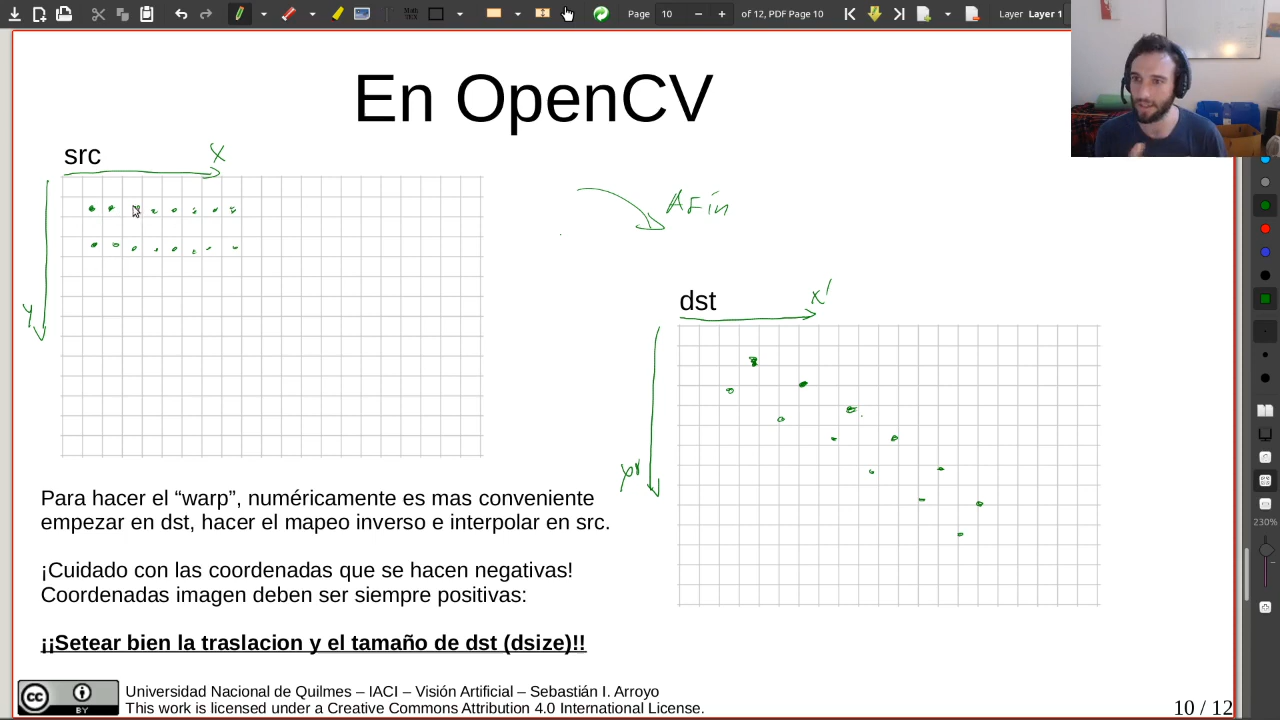 Page 10 − + of 12, PDF Page 10 Layer Layer 1
En OpenCV
src
X
y
AFin
dst
x'
Para hacer el “warp”, numéricamente es mas conveniente
empezar en dst, hacer el mapeo inverso e interpolar en src.
¡Cuidado con las coordenadas que se hacen negativas!
Coordenadas imagen deben ser siempre positivas:
¡¡Setear bien la traslacion y el tamaño de dst (dsize)!!
230%
cc BY
Universidad Nacional de Quilmes – IACI – Visión Artificial – Sebastián I. Arroyo
This work is licensed under a Creative Commons Attribution 4.0 International License.
10 / 12